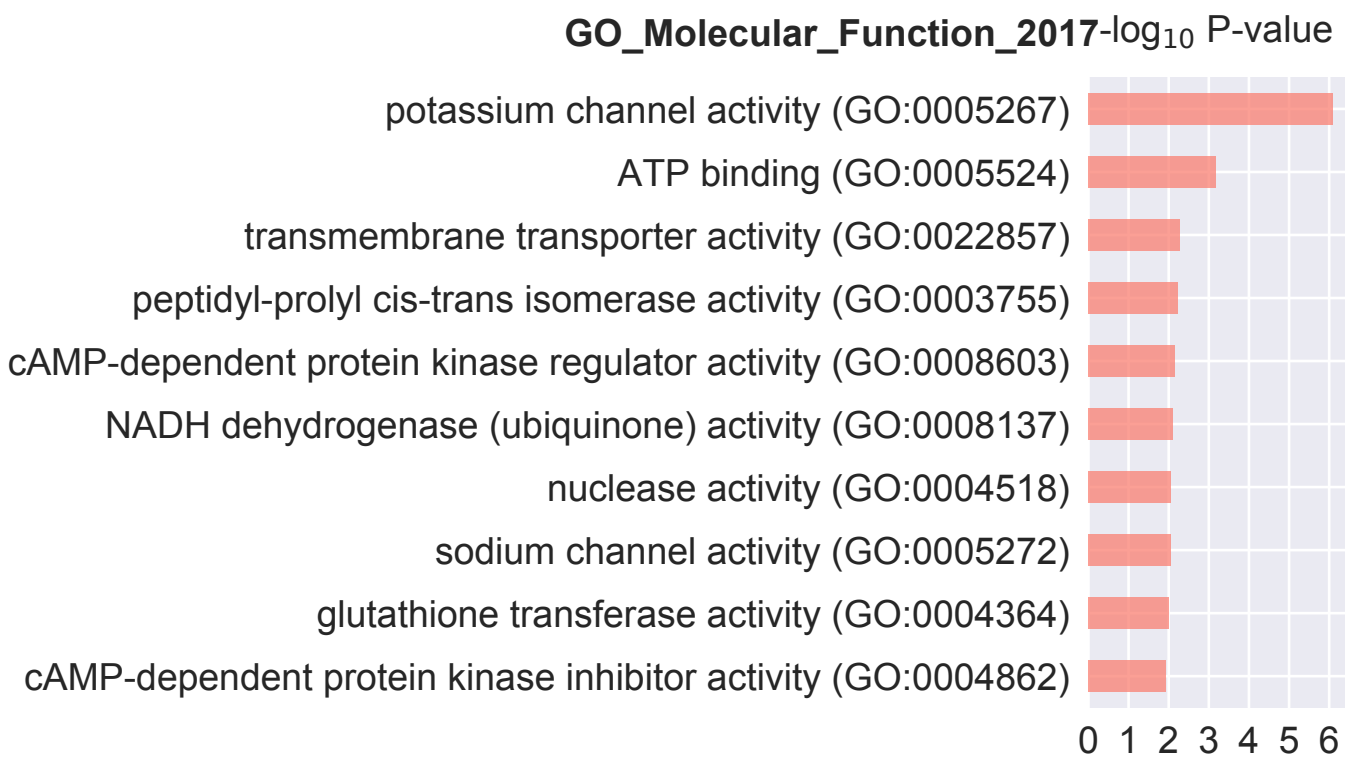 GO_Molecular_Function_2017-log₁₀ P-value
potassium channel activity (GO:0005267)
ATP binding (GO:0005524)
transmembrane transporter activity (GO:0022857)
peptidyl-prolyl cis-trans isomerase activity (GO:0003755)
cAMP-dependent protein kinase regulator activity (GO:0008603)
NADH dehydrogenase (ubiquinone) activity (GO:0008137)
nuclease activity (GO:0004518)
sodium channel activity (GO:0005272)
glutathione transferase activity (GO:0004364)
cAMP-dependent protein kinase inhibitor activity (GO:0004862)
0 1 2 3 4 5 6